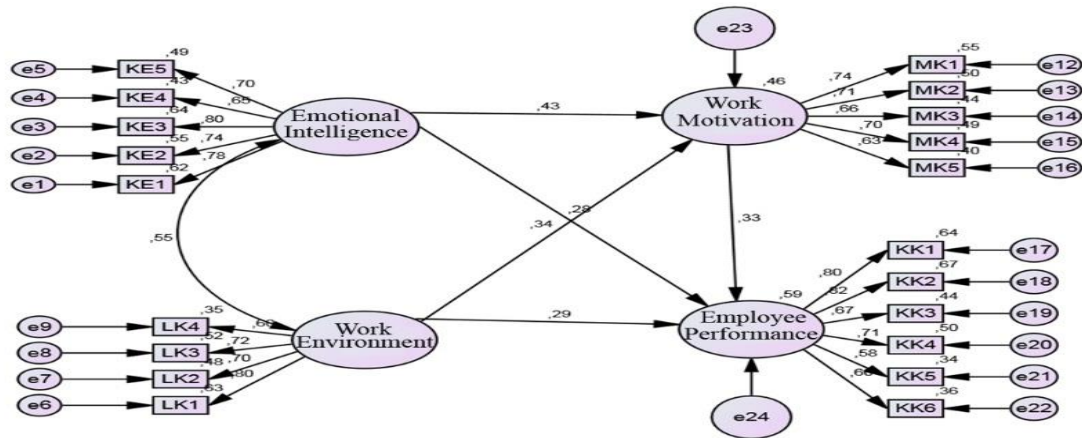 e23
,49
,46
,55
e5
KE5
,70
,74
MK1
e12
,43
,50
e4
KE4
,65
,71
MK2
e13
,64
Emotional
Intelligence
,43
Work
Motivation
,44
e3
KE3
,80
,66
MK3
e14
,55
,74
,70
,49
e2
KE2
MK4
e15
,62
,78
,63
,40
e1
KE1
MK5
e16
,55
,34
,28
,33
,64
,80
KK1
e17
,67
,82
KK2
e18
,35
,59
,44
e9
LK4
,60
Work
Environment
,29
Employee
Performance
,67
KK3
e19
,52
,72
,71
,50
e8
LK3
KK4
e20
,48
,70
,58
,34
e7
LK2
KK5
e21
,63
,80
,36
e6
LK1
KK6
e22
e24